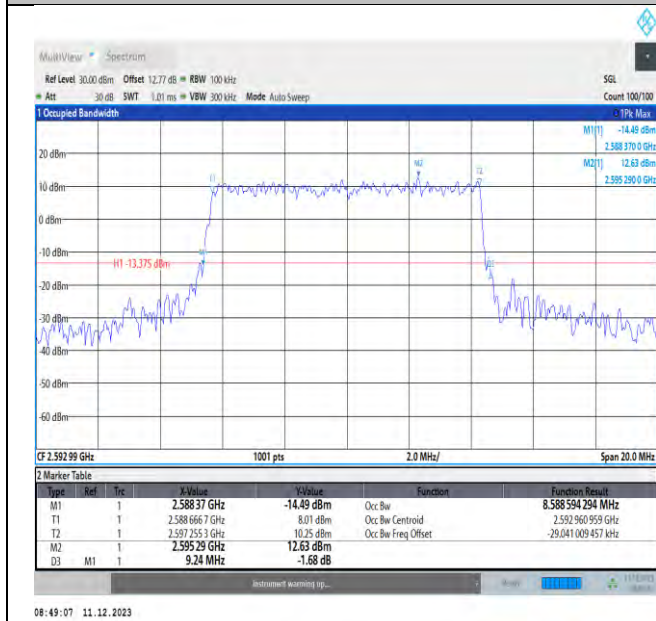 MultiView Spectrum
Ref Level 30.00 dBm Offset 12.77 dB RBW 100 kHz SGL
Att 30 dB SWT 1.01 ms VBW 300 kHz Mode Auto Sweep Count 100/100
1 Occupied Bandwidth 1Pk Max
M1[1] -14.49 dBm
2.588 370 0 GHz
M2[1] 12.63 dBm
2.595 290 0 GHz
20 dBm
10 dBm
0 dBm
-10 dBm
-20 dBm
-30 dBm
-40 dBm
-50 dBm
-60 dBm
T1
M2
T2
H1 -13.375 dBm
CF 2.592 99 GHz 1001 pts 2.0 MHz/ Span 20.0 MHz
2 Marker Table
Type Ref Trc X-Value Y-Value Function Function Result
M1 1 2.588 37 GHz -14.49 dBm Occ Bw 8.588 594 294 MHz
T1 1 2.588 666 7 GHz 8.01 dBm Occ Bw Centroid 2.592 960 959 GHz
T2 1 2.597 255 3 GHz 10.25 dBm Occ Bw Freq Offset -29.041 009 457 kHz
M2 1 2.595 29 GHz 12.63 dBm
D3 M1 1 9.24 MHz -1.68 dB
Instrument warming up...
08:49:07 11.12.2023